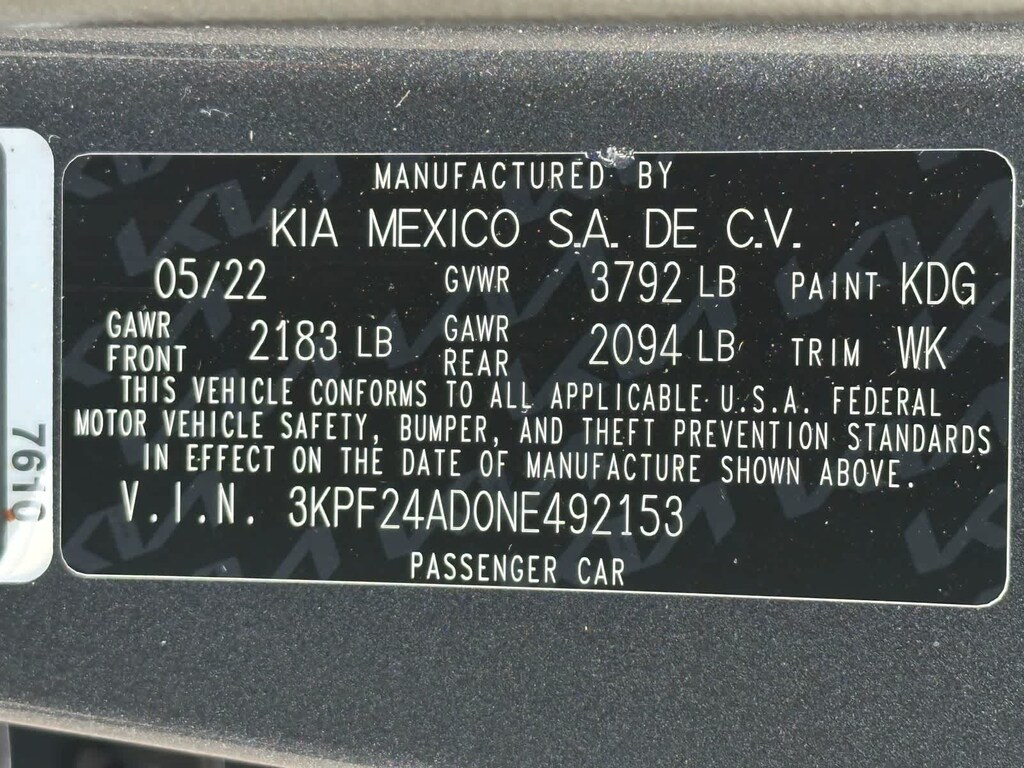 MANUFACTURED BY
KIA MEXICO S.A. DE C.V.
05/22 GVWR 3792 LB PAINT KDG
GAWR FRONT 2183 LB GAWR REAR 2094 LB TRIM WK
THIS VEHICLE CONFORMS TO ALL APPLICABLE U.S.A. FEDERAL
MOTOR VEHICLE SAFETY, BUMPER, AND THEFT PREVENTION STANDARDS
IN EFFECT ON THE DATE OF MANUFACTURE SHOWN ABOVE.
V.I.N. 3KPF24AD0NE492153
PASSENGER CAR